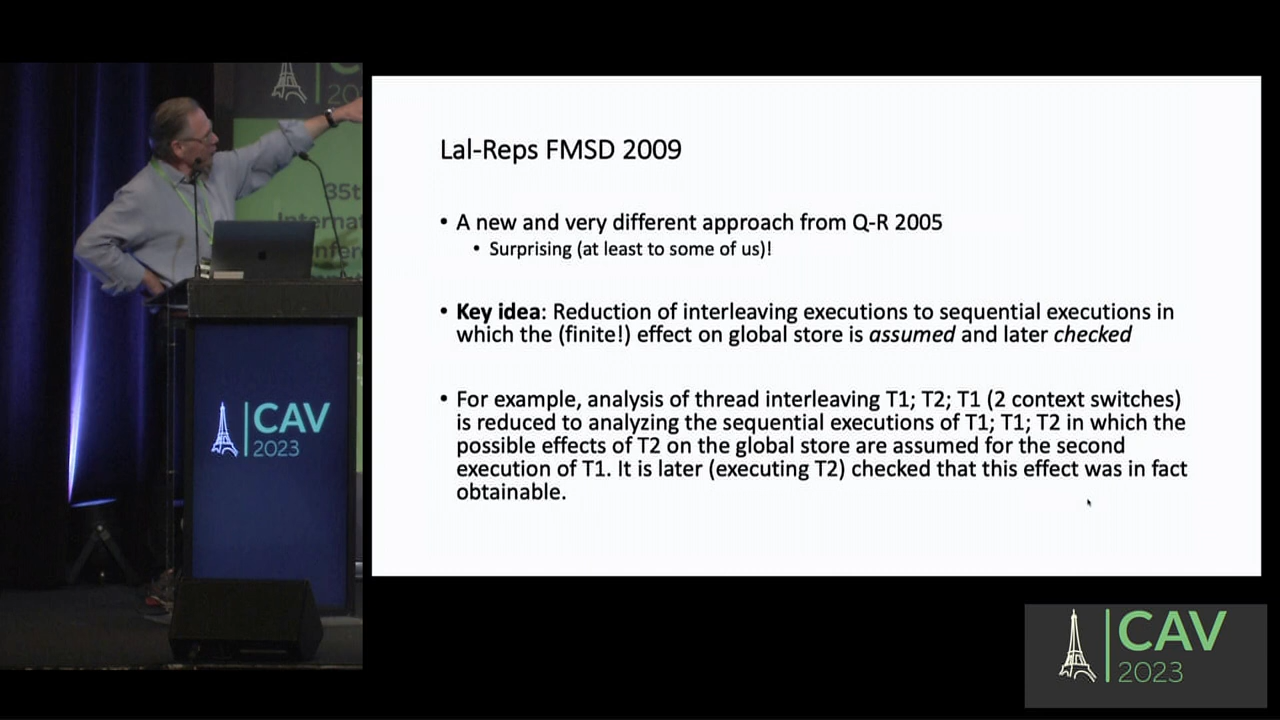 Lal-Reps FMSD 2009
• A new and very different approach from Q-R 2005
• Surprising (at least to some of us)!
• Key idea: Reduction of interleaving executions to sequential executions in
which the (finite!) effect on global store is assumed and later checked
• For example, analysis of thread interleaving T1; T2; T1 (2 context switches)
is reduced to analyzing the sequential executions of T1; T1; T2 in which the
possible effects of T2 on the global store are assumed for the second
execution of T1. It is later (executing T2) checked that this effect was in fact
obtainable.
35t
CAV
2023
CAV
2023